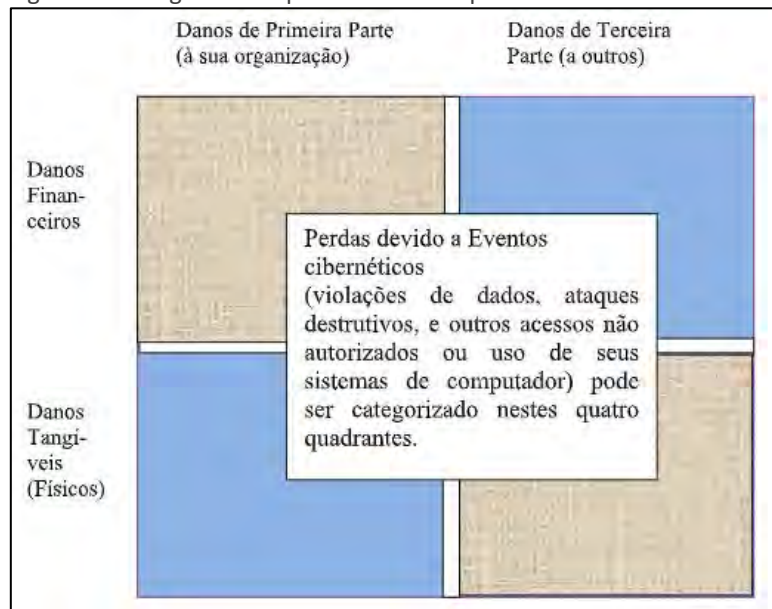 Danos de Primeira Parte
(à sua organização)
Danos de Terceira
Parte (a outros)
Danos
Finan-
ceiros
Perdas devido a Eventos
cibernéticos
(violações de dados, ataques
destrutivos, e outros acessos não
autorizados ou uso de seus
sistemas de computador) pode
ser categorizado nestes quatro
quadrantes.
Danos
Tangí-
veis
(Físicos)